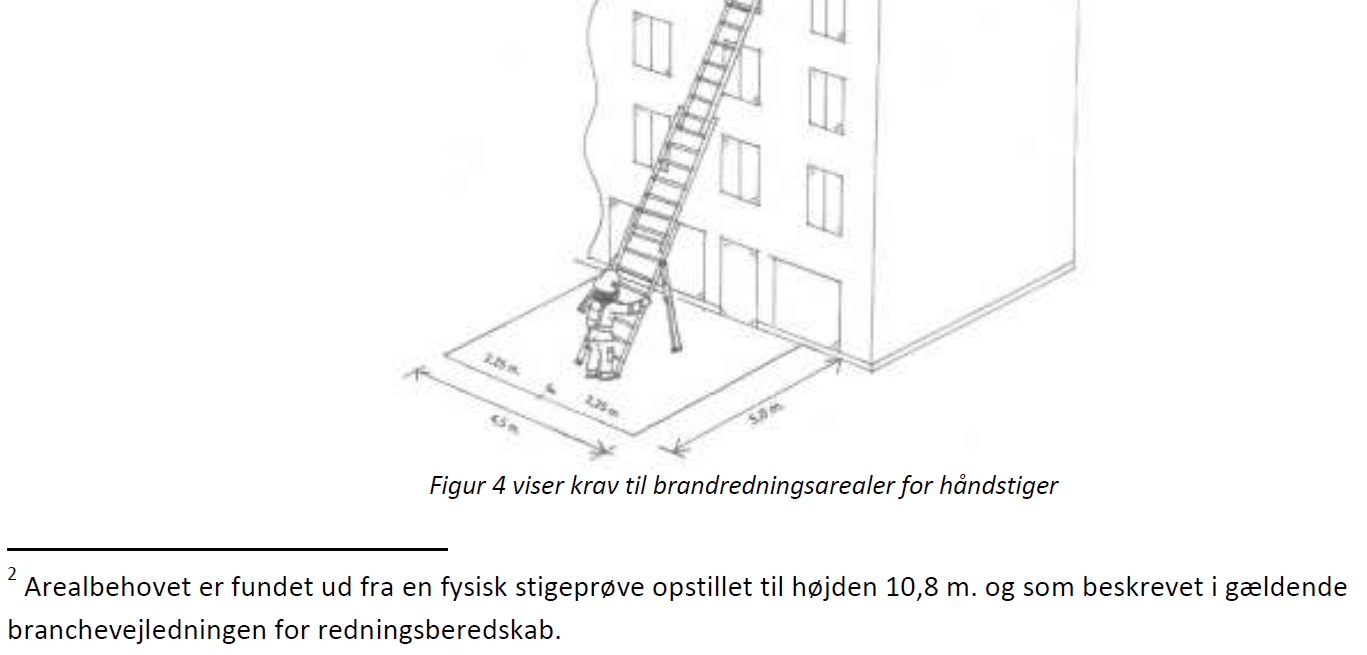 2,25 m.
2,25 m
4,5 m.
5,0 m.
Figur 4 viser krav til brandredningsarealer for håndstiger
2 Arealbehovet er fundet ud fra en fysisk stigeprøve opstillet til højden 10,8 m. og som beskrevet i gældende
branchevejledningen for redningsberedskab.